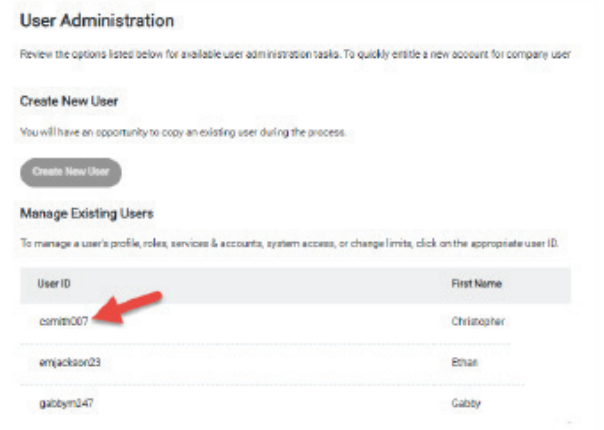 User Administration
Review the options listed below for available user administration tasks. To quickly entitle a new account for company user
Create New User
You will have an opportunity to copy an existing user during the process.
Create New User
Manage Existing Users
To manage a user's profile, roles, services & accounts, system access, or change limits, click on the appropriate user ID.
User ID First Name
csmith007 Christopher
emjackson23 Ethan
gabbym247 Gabby